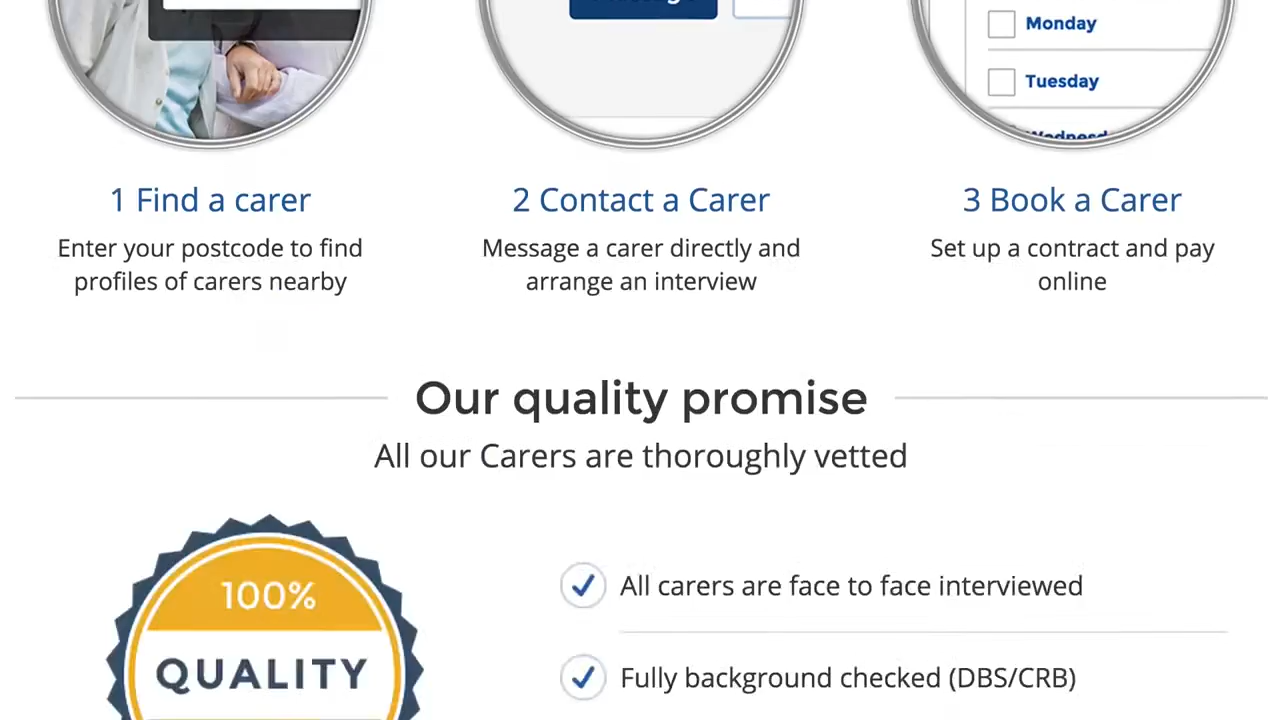 Monday
Tuesday
1 Find a carer
2 Contact a Carer
3 Book a Carer
Enter your postcode to find
profiles of carers nearby
Message a carer directly and
arrange an interview
Set up a contract and pay
online
Our quality promise
All our Carers are thoroughly vetted
100%
QUALITY
All carers are face to face interviewed
Fully background checked (DBS/CRB)